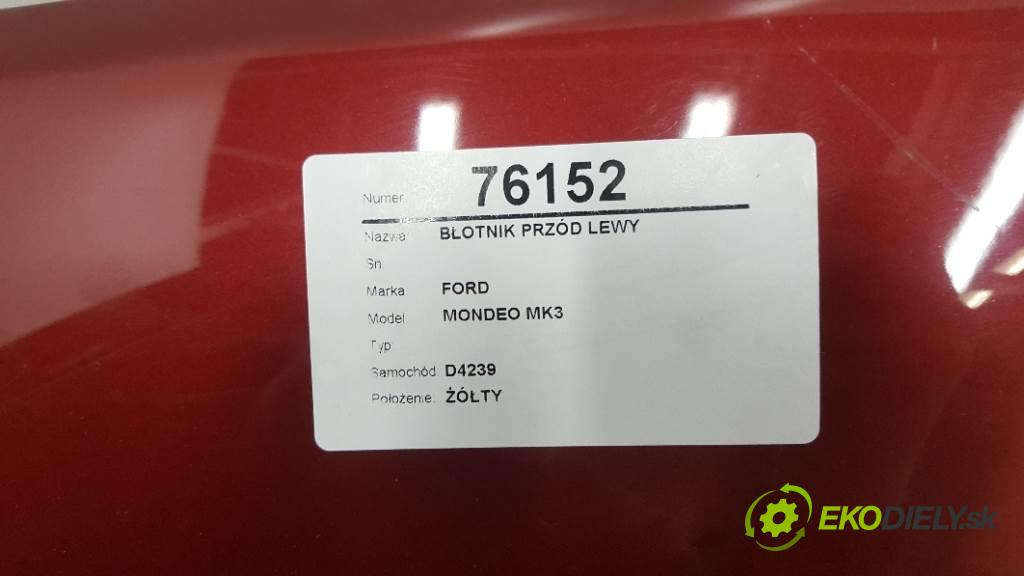 Numer 76152
Nazwa BŁOTNIK PRZÓD LEWY
Sn
Marka FORD
Model MONDEO MK3
Typ
Samochód: D4239
Położenie: ŻÓŁTY
EKODIELY.sk